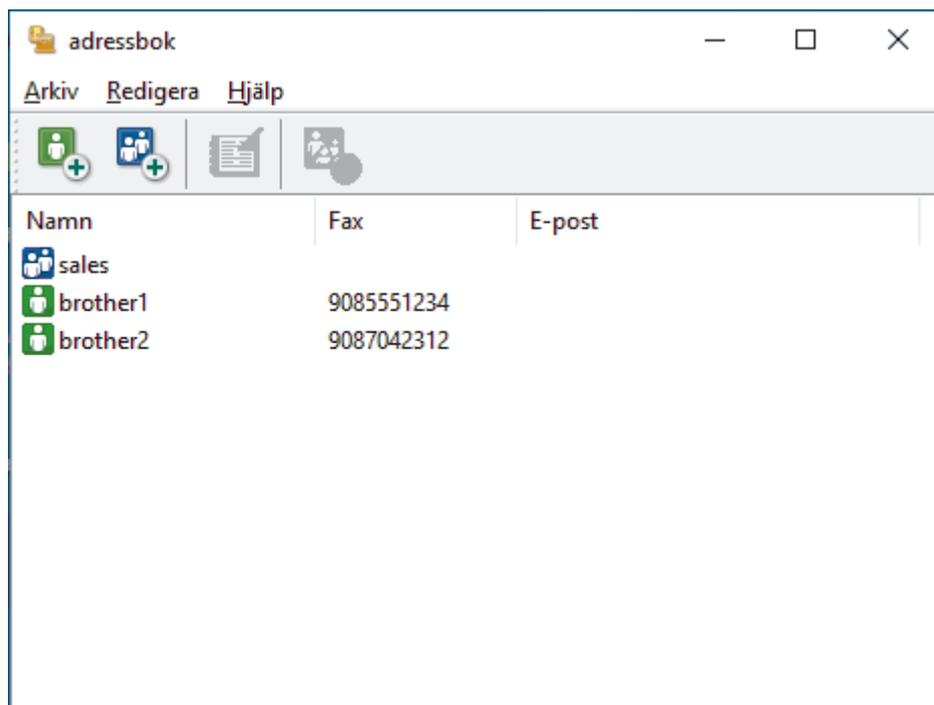 adressbok
Arkiv Redigera Hjälp
Namn Fax E-post
sales
brother1 9085551234
brother2 9087042312